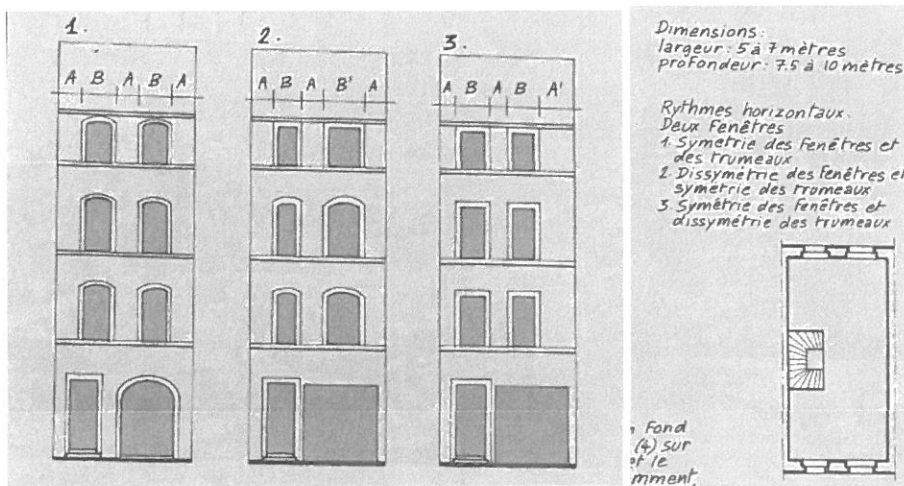 1.
A B A B A
2.
A B A B' A
3.
A B A B A'
Dimensions:
largeur: 5 à 7 mètres
profondeur: 7.5 à 10 mètres
Rythmes horizontaux.
Deux Fenêtres
1. Symetrie des fenêtres et
des trumeaux
2. Dissymétrie des fenêtres et
symétrie des tromeaux
3. Symétrie des fenêtres et
dissymétrie des trumeaux
Fond
(4) sur
et le
mment.